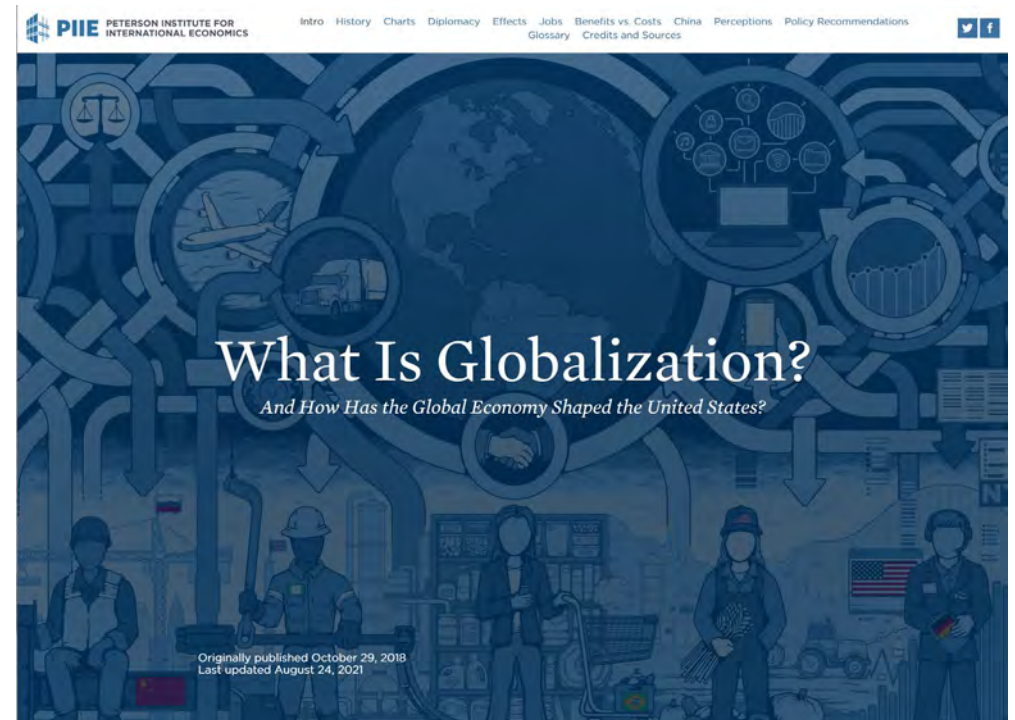 PIIE
PETERSON INSTITUTE FOR
INTERNATIONAL ECONOMICS
Intro History Charts Diplomacy Effects Jobs Benefits vs. Costs China Perceptions Policy Recommendations
Glossary Credits and Sources
What Is Globalization?
And How Has the Global Economy Shaped the United States?
Originally published October 29, 2018
Last updated August 24, 2021